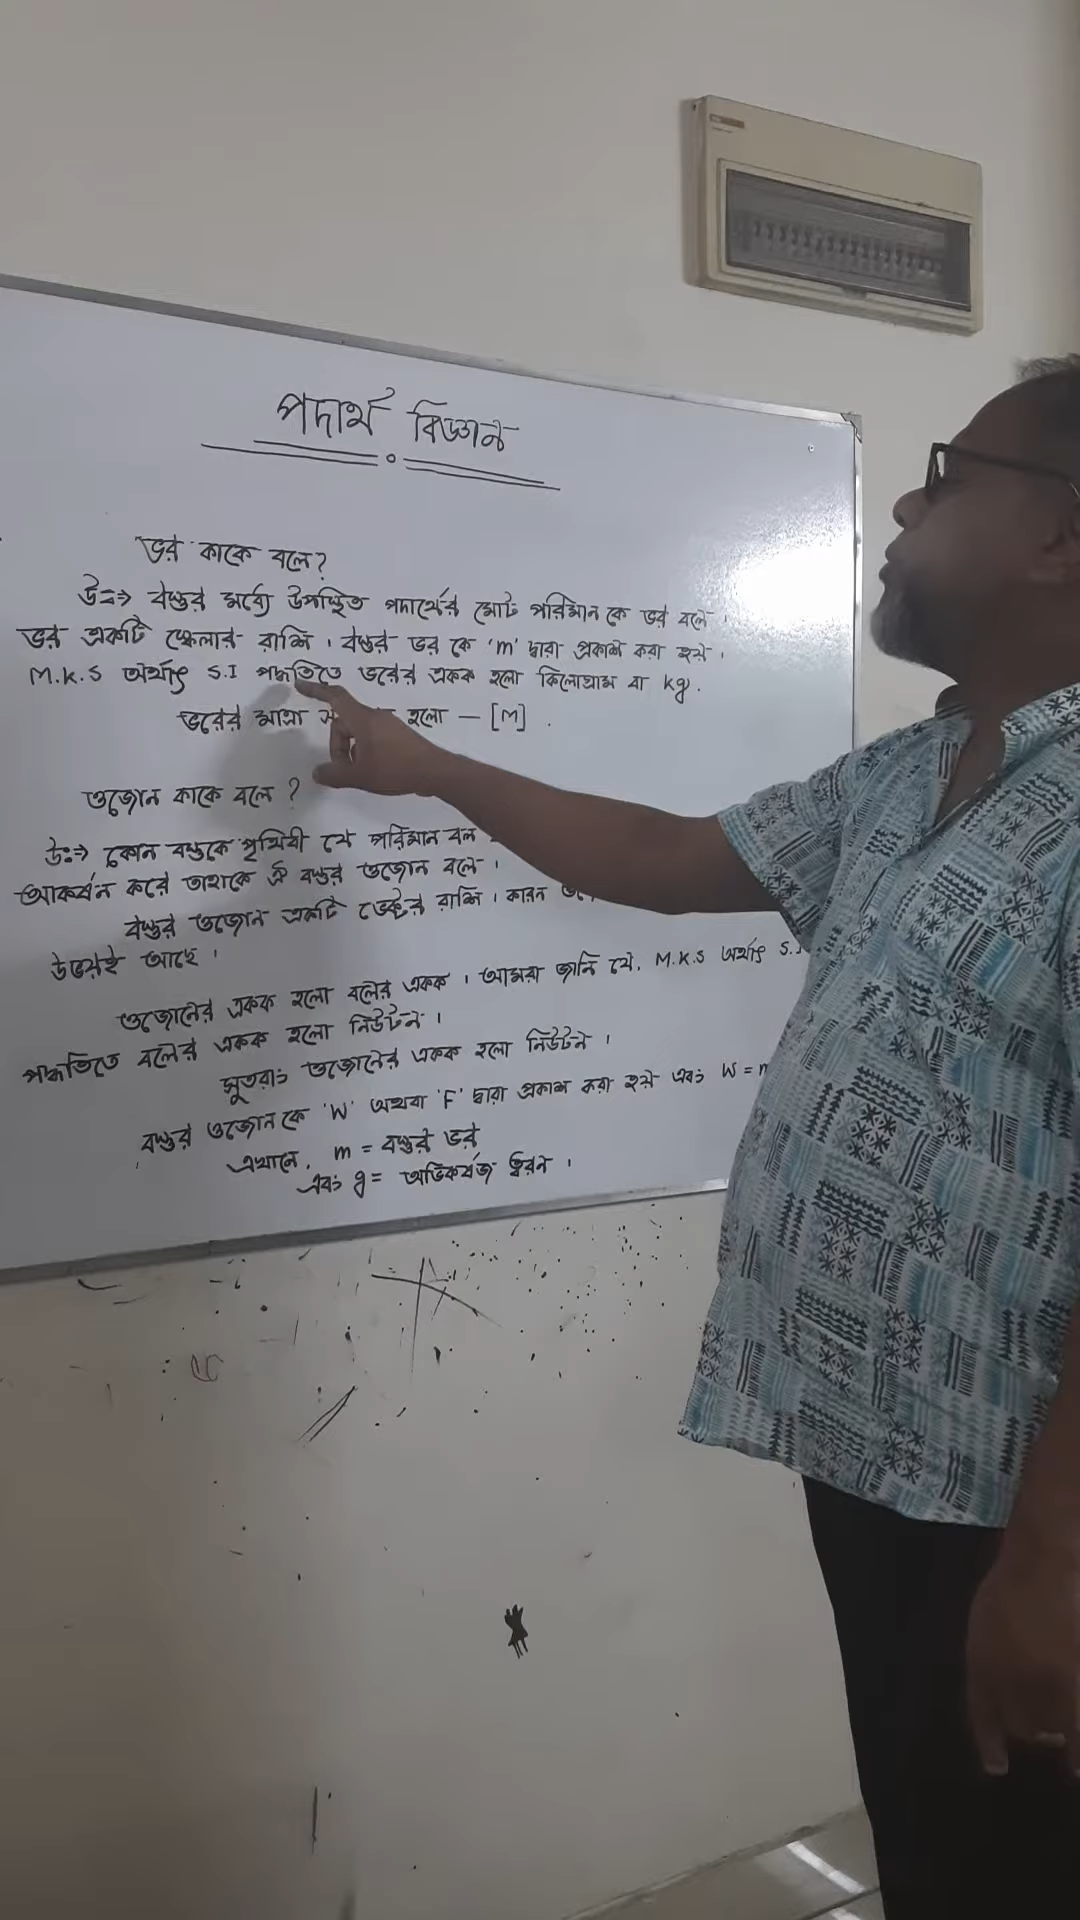 পদার্থ বিজ্ঞান
ভর কাকে বলে?
উঃ⇒ বস্তুর মধ্যে উপস্থিত পদার্থের মোট পরিমান কে ভর বলে ।
ভর একটি স্কেলার রাশি । বস্তুর ভর কে 'm' দ্বারা প্রকাশ করা হয় ।
M.K.S অর্থাৎ S.I পদ্ধতিতে ভরের একক হলো কিলোগ্রাম বা kg.
ভরের মাত্রা হলো — [M] .
ওজোন কাকে বলে ?
উঃ⇒ কোন বস্তুকে পৃথিবী যে পরিমান বল
আকর্ষন করে তাহাকে ঐ বস্তুর ওজোন বলে ।
বস্তুর ওজোন একটি ভেক্টর রাশি । কারন
উভয়ই আছে ।
ওজোনের একক হলো বলের একক । আমরা জানি যে, M.K.S অর্থাৎ S.I
পদ্ধতিতে বলের একক হলো নিউটন ।
সুতরাং ওজোনের একক হলো নিউটন ।
বস্তুর ওজোন কে 'W' অথবা 'F' দ্বারা প্রকাশ করা হয় এবং W = m
এখানে, m = বস্তুর ভর
এবং g = অভিকর্ষজ ত্বরন ।